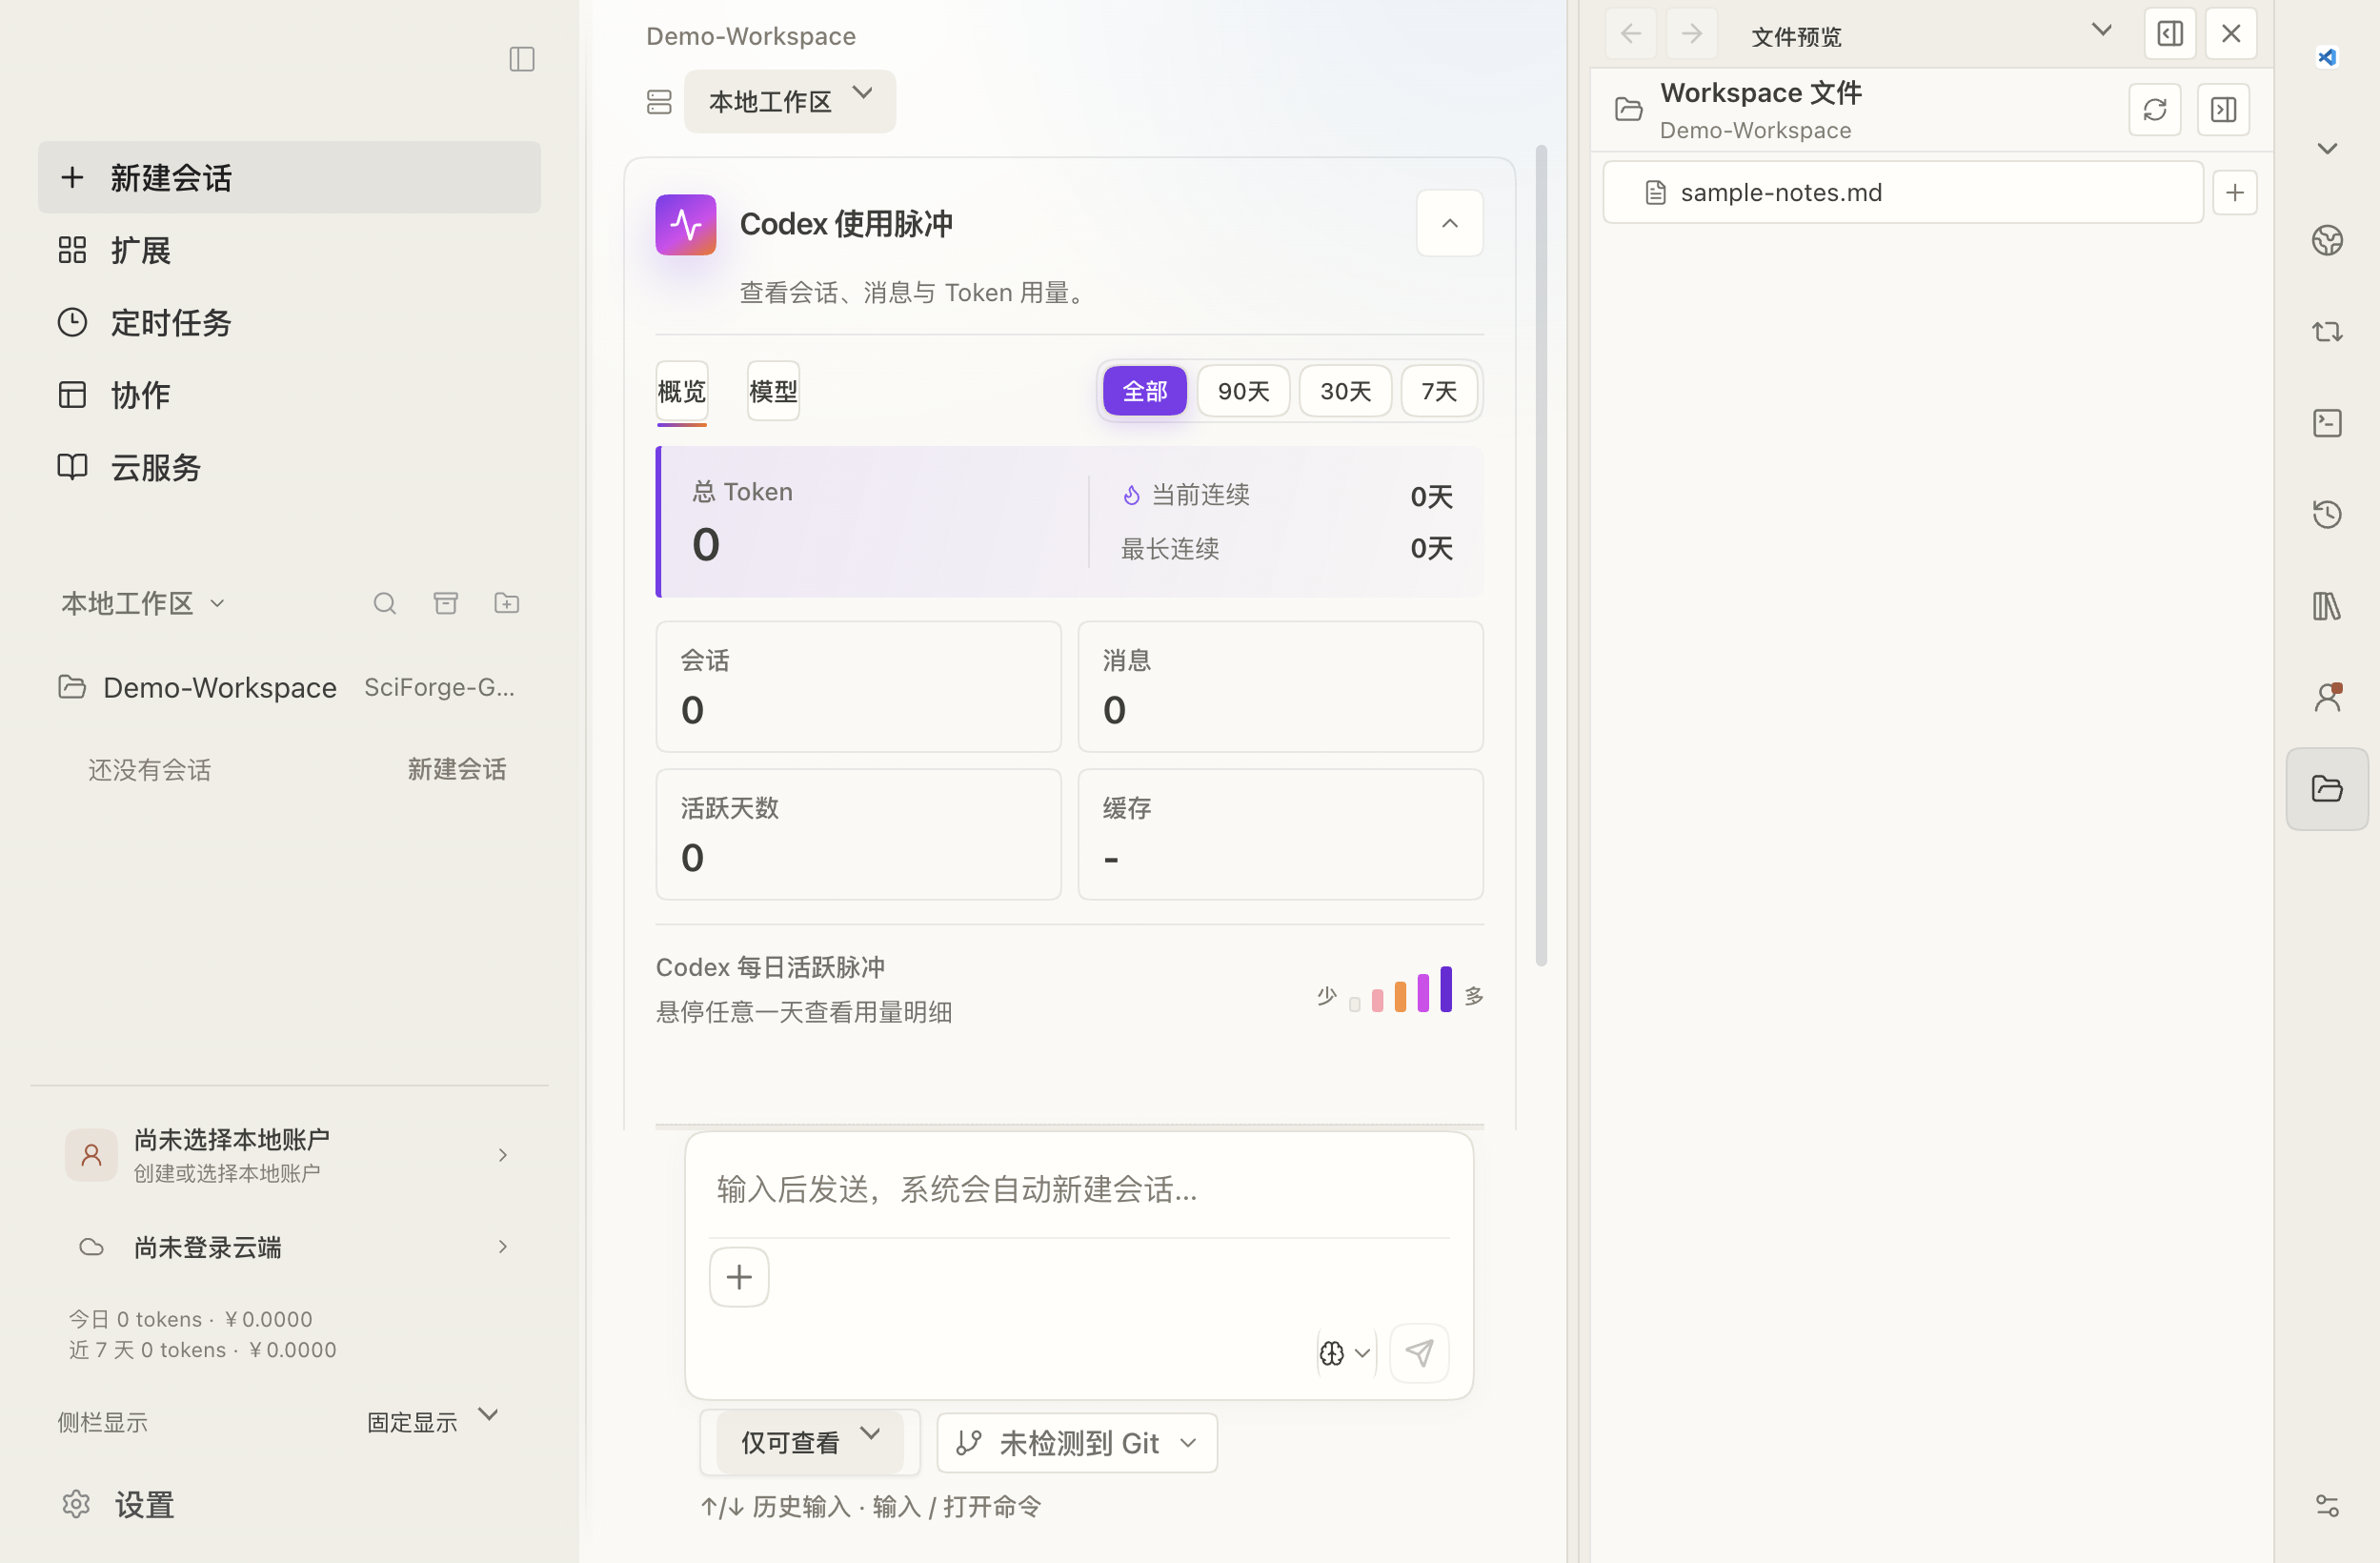 新建会话
扩展
定时任务
协作
云服务
本地工作区
Demo-Workspace SciForge-G...
还没有会话 新建会话
尚未选择本地账户
创建或选择本地账户
尚未登录云端
今日 0 tokens · ¥0.0000
近 7 天 0 tokens · ¥0.0000
侧栏显示 固定显示
设置
Demo-Workspace
本地工作区
Codex 使用脉冲
查看会话、消息与 Token 用量。
概览 模型 全部 90天 30天 7天
总 Token
0
当前连续 0天
最长连续 0天
会话
0
消息
0
活跃天数
0
缓存
-
Codex 每日活跃脉冲
悬停任意一天查看用量明细
少 多
输入后发送，系统会自动新建会话...
仅可查看 未检测到 Git
↑/↓ 历史输入 · 输入 / 打开命令
文件预览
Workspace 文件
Demo-Workspace
sample-notes.md